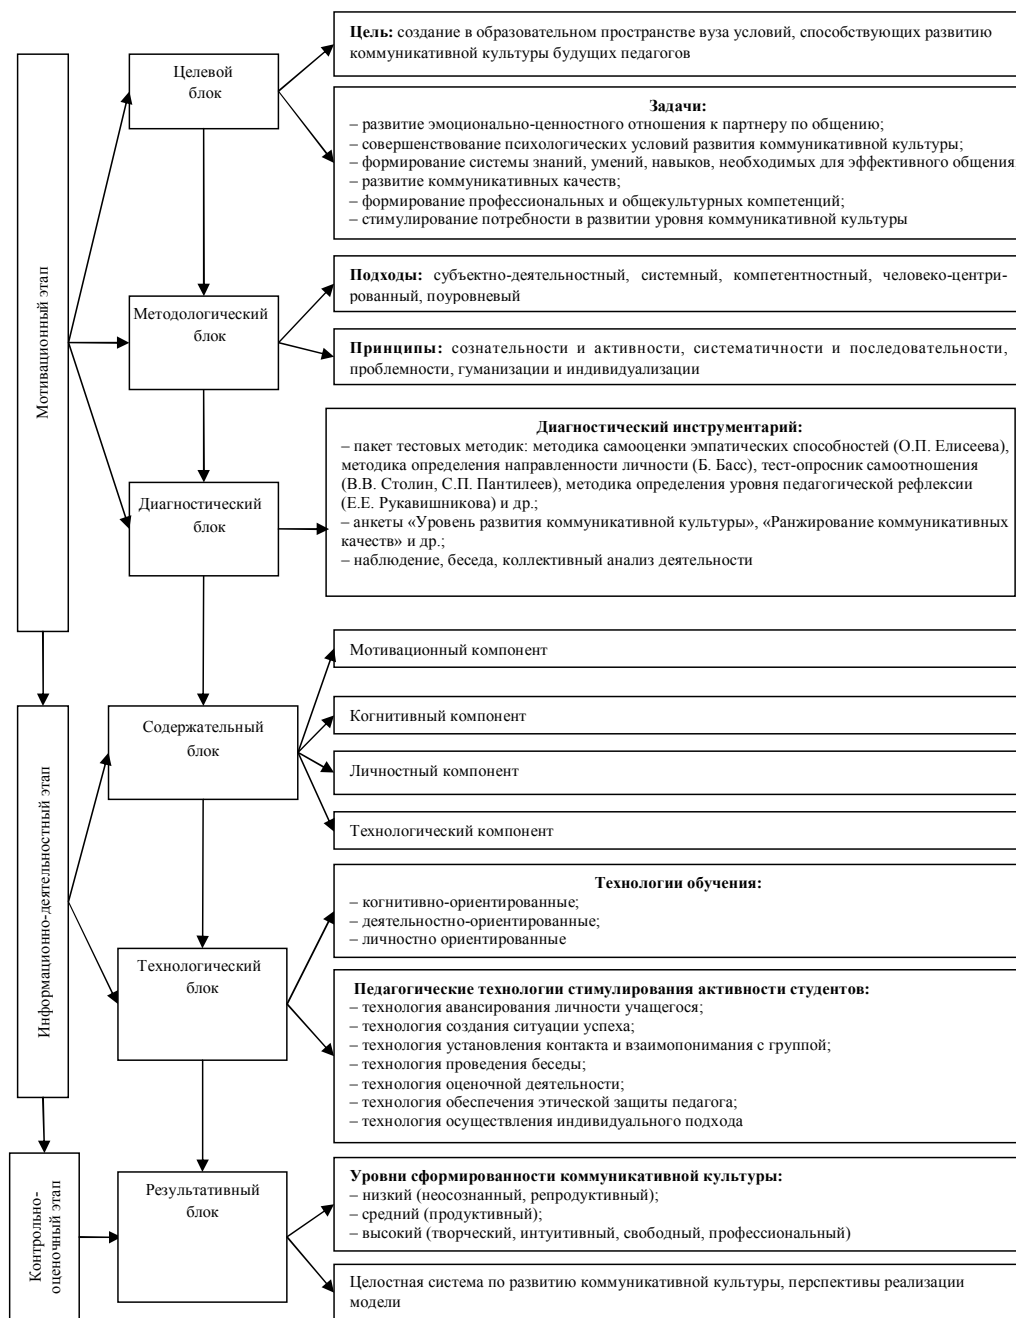 Мотивационный этап
Целевой
блок
Цель: создание в образовательном пространстве вуза условий, способствующих развитию
коммуникативной культуры будущих педагогов
Задачи:
– развитие эмоционально-ценностного отношения к партнеру по общению;
– совершенствование психологических условий развития коммуникативной культуры;
– формирование системы знаний, умений, навыков, необходимых для эффективного общения;
– развитие коммуникативных качеств;
– формирование профессиональных и общекультурных компетенций;
– стимулирование потребности в развитии уровня коммуникативной культуры
Методологический
блок
Подходы: субъектно-деятельностный, системный, компетентностный, человеко-центри-
рованный, поуровневый
Принципы: сознательности и активности, систематичности и последовательности,
проблемности, гуманизации и индивидуализации
Диагностический
блок
Диагностический инструментарий:
– пакет тестовых методик: методика самооценки эмпатических способностей (О.П. Елисеева),
методика определения направленности личности (Б. Басс), тест-опросник самоотношения
(В.В. Столин, С.П. Пантилеев), методика определения уровня педагогической рефлексии
(Е.Е. Рукавишникова) и др.;
– анкеты «Уровень развития коммуникативной культуры», «Ранжирование коммуникативных
качеств» и др.;
– наблюдение, беседа, коллективный анализ деятельности
Информационно-деятельностный этап
Содержательный
блок
Мотивационный компонент
Когнитивный компонент
Личностный компонент
Технологический компонент
Технологический
блок
Технологии обучения:
– когнитивно-ориентированные;
– деятельностно-ориентированные;
– личностно ориентированные
Педагогические технологии стимулирования активности студентов:
– технология авансирования личности учащегося;
– технология создания ситуации успеха;
– технология установления контакта и взаимопонимания с группой;
– технология проведения беседы;
– технология оценочной деятельности;
– технология обеспечения этической защиты педагога;
– технология осуществления индивидуального подхода
Контрольно-
оценочный этап
Результативный
блок
Уровни сформированности коммуникативной культуры:
– низкий (неосознанный, репродуктивный);
– средний (продуктивный);
– высокий (творческий, интуитивный, свободный, профессиональный)
Целостная система по развитию коммуникативной культуры, перспективы реализации
модели